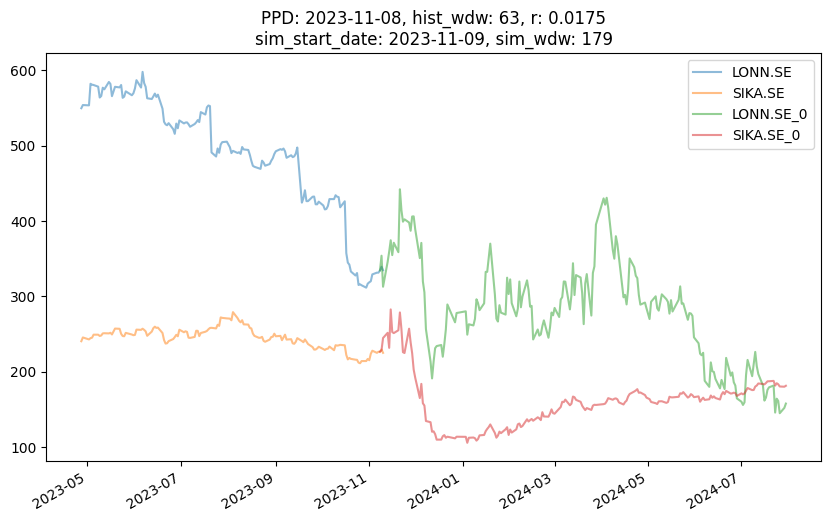 PPD: 2023-11-08, hist_wdw: 63, r: 0.0175
sim_start_date: 2023-11-09, sim_wdw: 179
LONN.SE
SIKA.SE
LONN.SE_0
SIKA.SE_0
600
500
400
300
200
100
2023-05
2023-07
2023-09
2023-11
2024-01
2024-03
2024-05
2024-07